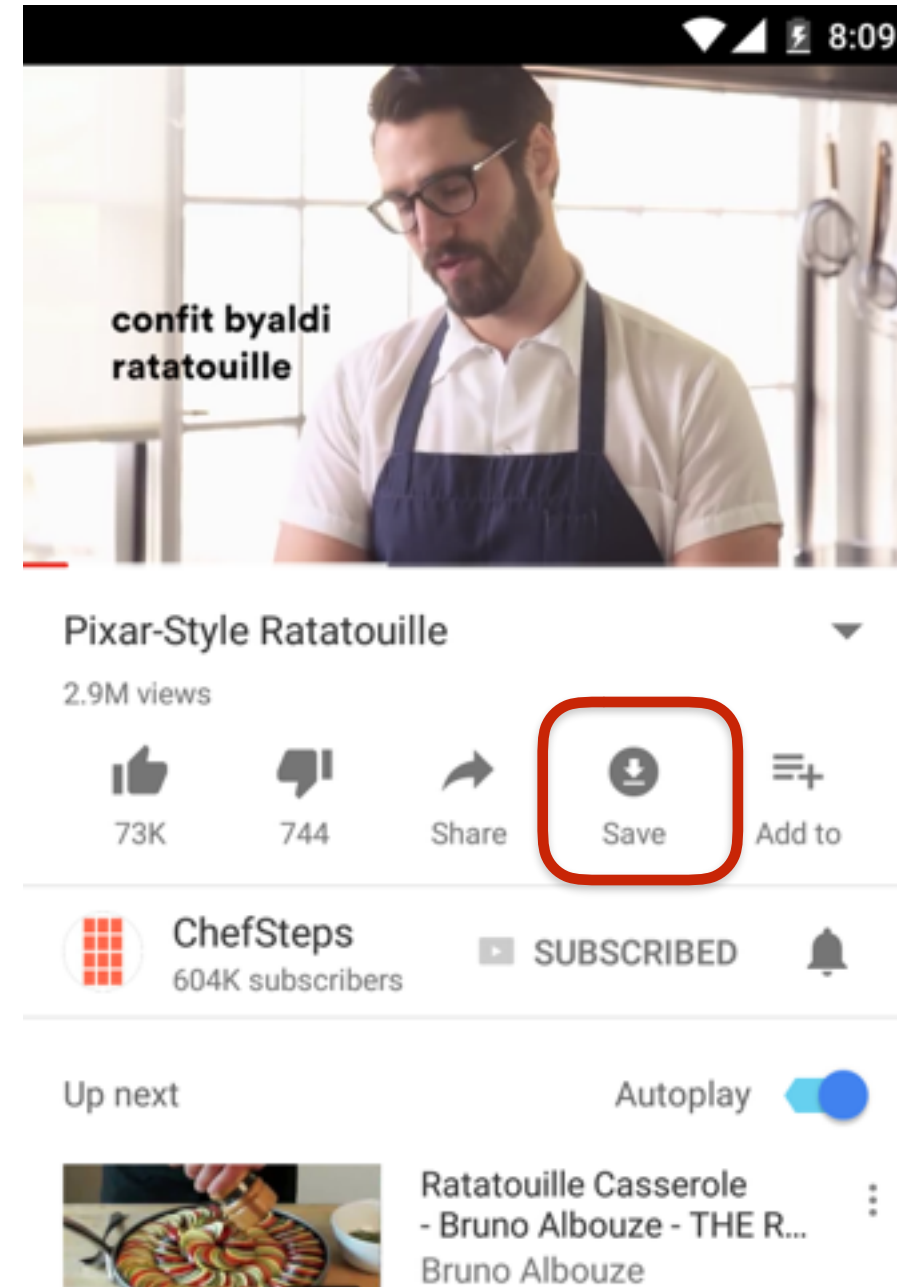 8:09
confit byaldi
ratatouille
Pixar-Style Ratatouille
2.9M views
73K
744
Share
Save
Add to
ChefSteps
604K subscribers
SUBSCRIBED
Up next
Autoplay
Ratatouille Casserole
- Bruno Albouze - THE R...
Bruno Albouze